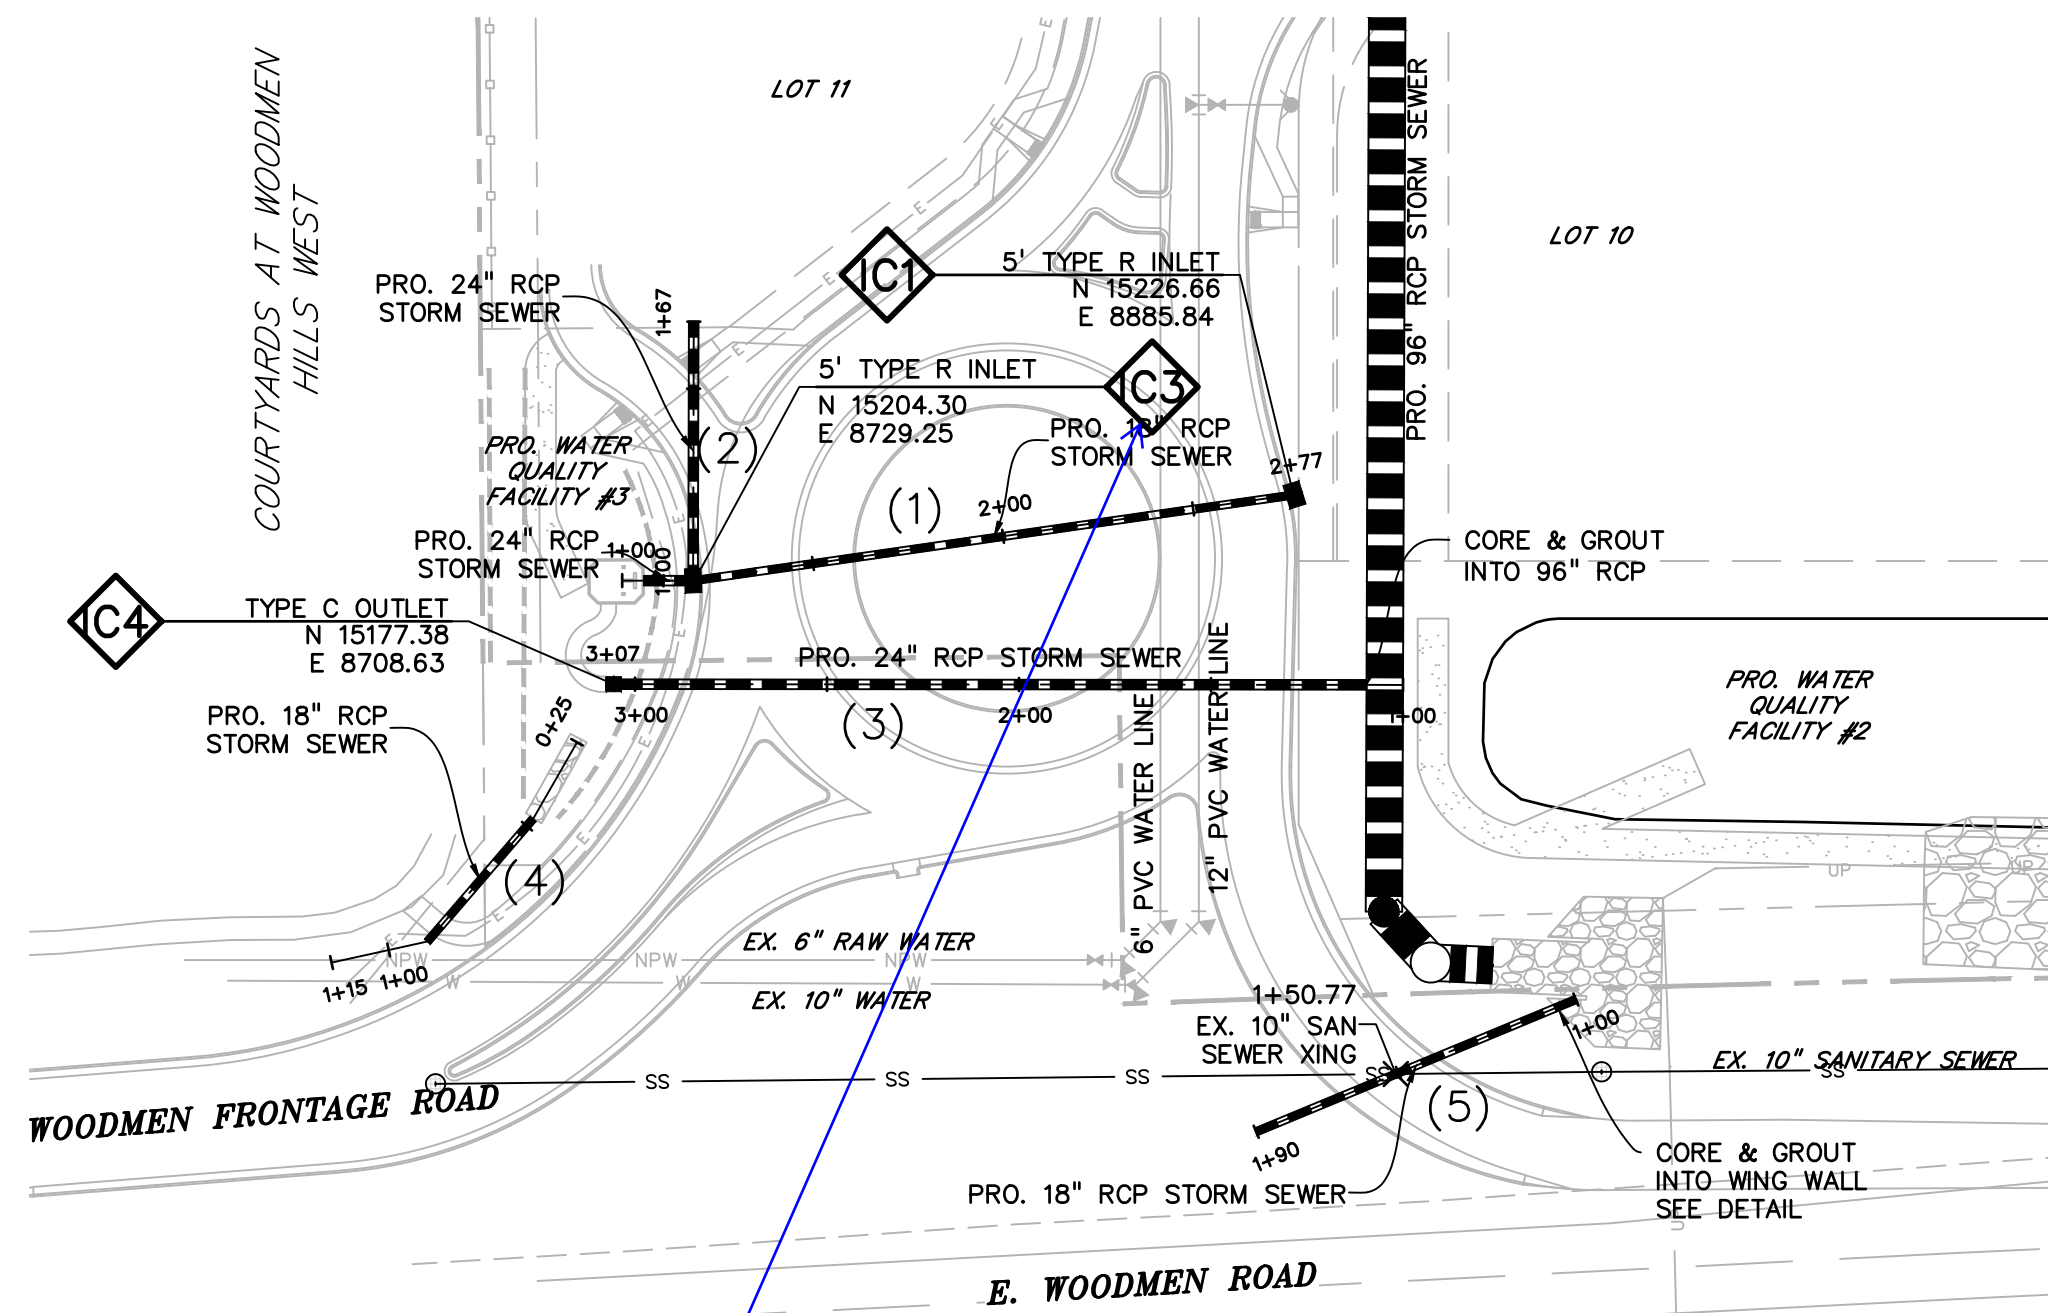 COURTYARDS AT WOODMEN
HILLS WEST
LOT 11
LOT 10
PRO. 96" RCP STORM SEWER
PRO. 24" RCP
STORM SEWER
1+67
IC1
5' TYPE R INLET
N 15226.66
E 8885.84
5' TYPE R INLET
N 15204.30
E 8729.25
IC3
PRO. 18" RCP
STORM SEWER
2+77
(2)
PRO. WATER
QUALITY
FACILITY #3
(1)
2+00
PRO. 24" RCP
STORM SEWER
1+00
1+00
CORE & GROUT
INTO 96" RCP
IC4
TYPE C OUTLET
N 15177.38
E 8708.63
3+07
PRO. 24" RCP STORM SEWER
3+00
(3)
2+00
1+00
6" PVC WATER LINE
12" PVC WATER LINE
PRO. WATER
QUALITY
FACILITY #2
PRO. 18" RCP
STORM SEWER
0+25
(4)
1+15
1+00
EX. 6" RAW WATER
NPW
NPW
NPW
W
W
W
EX. 10" WATER
E
E
E
E
E
E
E
E
E
UP
UP
1+50.77
EX. 10" SAN
SEWER XING
1+00
EX. 10" SANITARY SEWER
SS
SS
SS
SS
SS
(5)
1+90
PRO. 18" RCP STORM SEWER
CORE & GROUT
INTO WING WALL
SEE DETAIL
WOODMEN FRONTAGE ROAD
E. WOODMEN ROAD